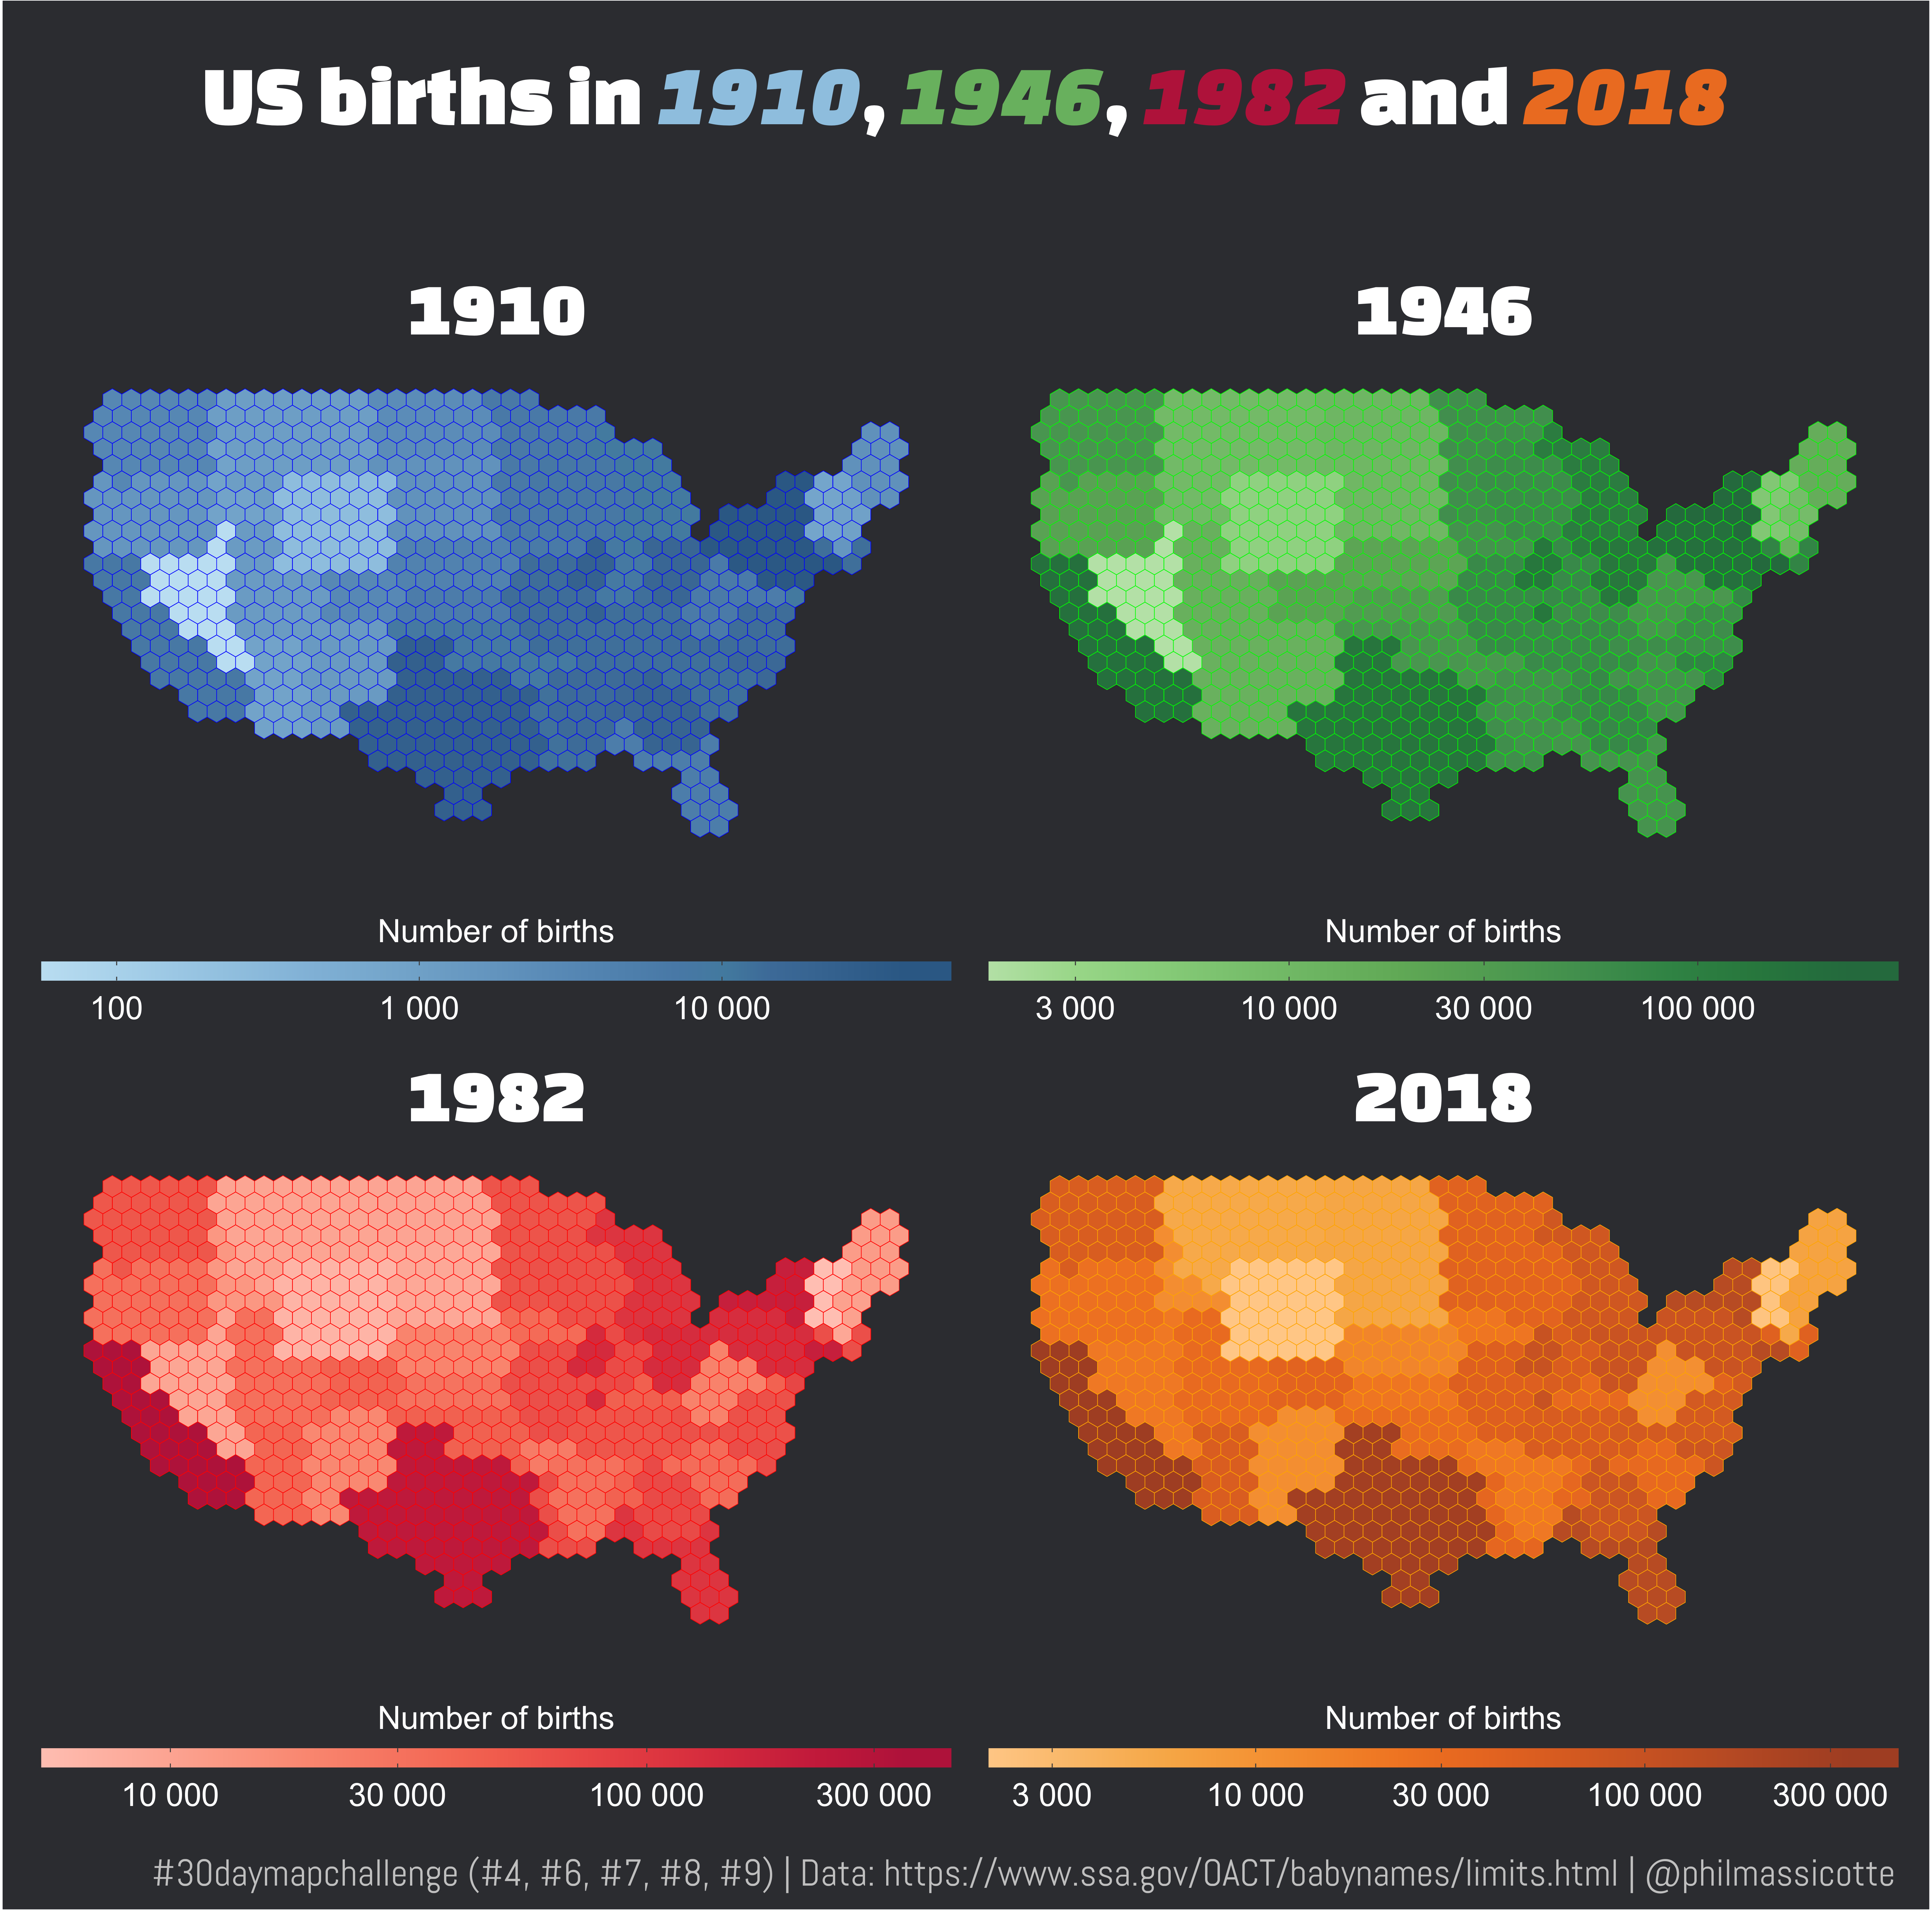 US births in 1910, 1946, 1982 and 2018
1910
1946
Number of births
100 1 000 10 000
Number of births
3 000 10 000 30 000 100 000
1982
2018
Number of births
10 000 30 000 100 000 300 000
Number of births
3 000 10 000 30 000 100 000 300 000
#30daymapchallenge (#4, #6, #7, #8, #9) | Data: https://www.ssa.gov/OACT/babynames/limits.html | @philmassicotte